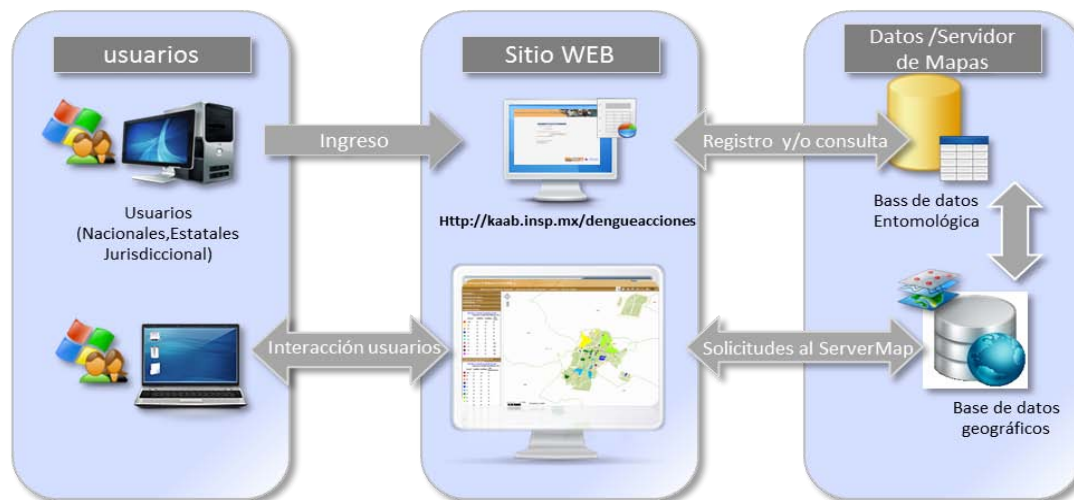 usuarios
Sitio WEB
Datos /Servidor
de Mapas
Ingreso
Registro y/o consulta
Usuarios
(Nacionales,Estatales
Jurisdiccional)
Http://kaab.insp.mx/dengueacciones
Bass de datos
Entomológica
Interacción usuarios
Solicitudes al ServerMap
Base de datos
geográficos